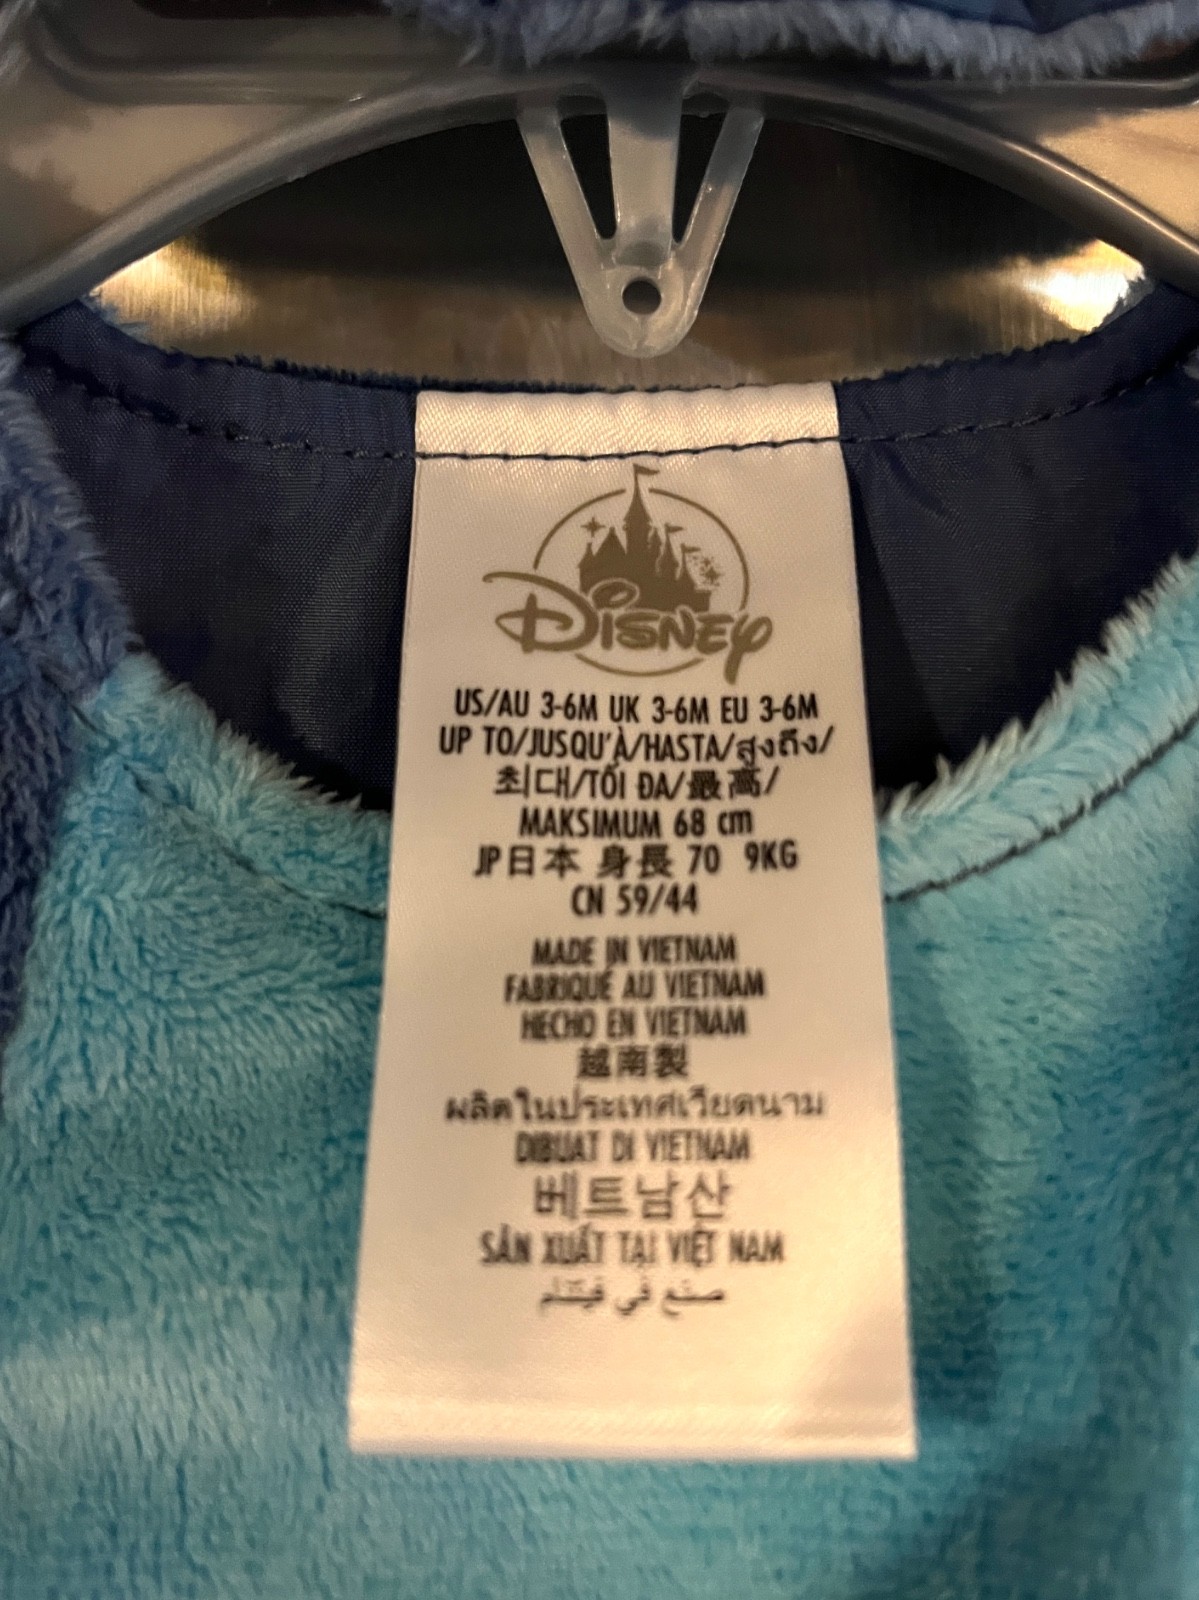 Disney
US/AU 3-6M UK 3-6M EU 3-6M
UP TO/JUSQU'À/HASTA/สูงถึง/
최대/TỐI ĐA/最高/
MAKSIMUM 68 cm
JP日本 身長 70 9KG
CN 59/44
MADE IN VIETNAM
FABRIQUÉ AU VIETNAM
HECHO EN VIETNAM
越南製
ผลิตในประเทศเวียดนาม
DIBUAT DI VIETNAM
베트남산
SẢN XUẤT TẠI VIỆT NAM
صنع في فيتنام